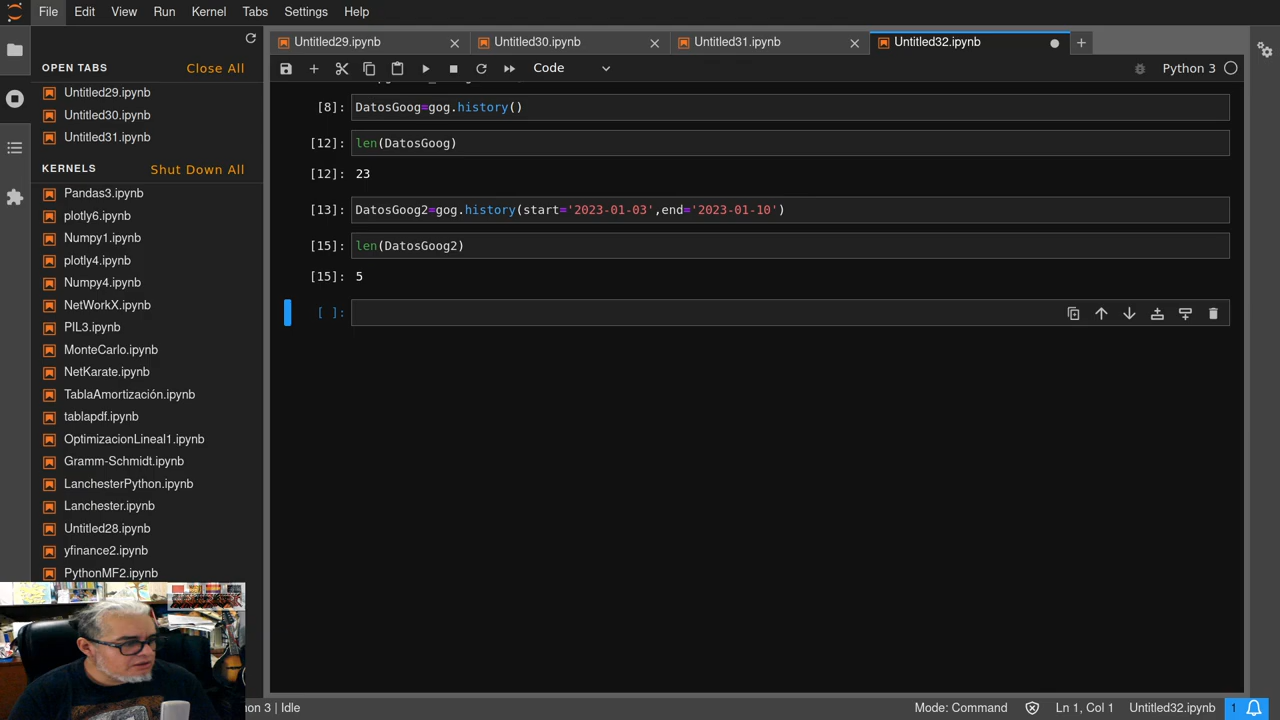 File Edit View Run Kernel Tabs Settings Help
OPEN TABS Close All
Untitled29.ipynb
Untitled30.ipynb
Untitled31.ipynb
KERNELS Shut Down All
Pandas3.ipynb
plotly6.ipynb
Numpy1.ipynb
plotly4.ipynb
Numpy4.ipynb
NetWorkX.ipynb
PIL3.ipynb
MonteCarlo.ipynb
NetKarate.ipynb
TablaAmortización.ipynb
tablapdf.ipynb
OptimizacionLineal1.ipynb
Gramm-Schmidt.ipynb
LanchesterPython.ipynb
Lanchester.ipynb
Untitled28.ipynb
yfinance2.ipynb
PythonMF2.ipynb
Untitled29.ipynb Untitled30.ipynb Untitled31.ipynb Untitled32.ipynb
Code Python 3
[8]: DatosGoog=gog.history()
[12]: len(DatosGoog)
[12]: 23
[13]: DatosGoog2=gog.history(start='2023-01-03',end='2023-01-10')
[15]: len(DatosGoog2)
[15]: 5
[ ]:
on 3 | Idle Mode: Command Ln 1, Col 1 Untitled32.ipynb 1